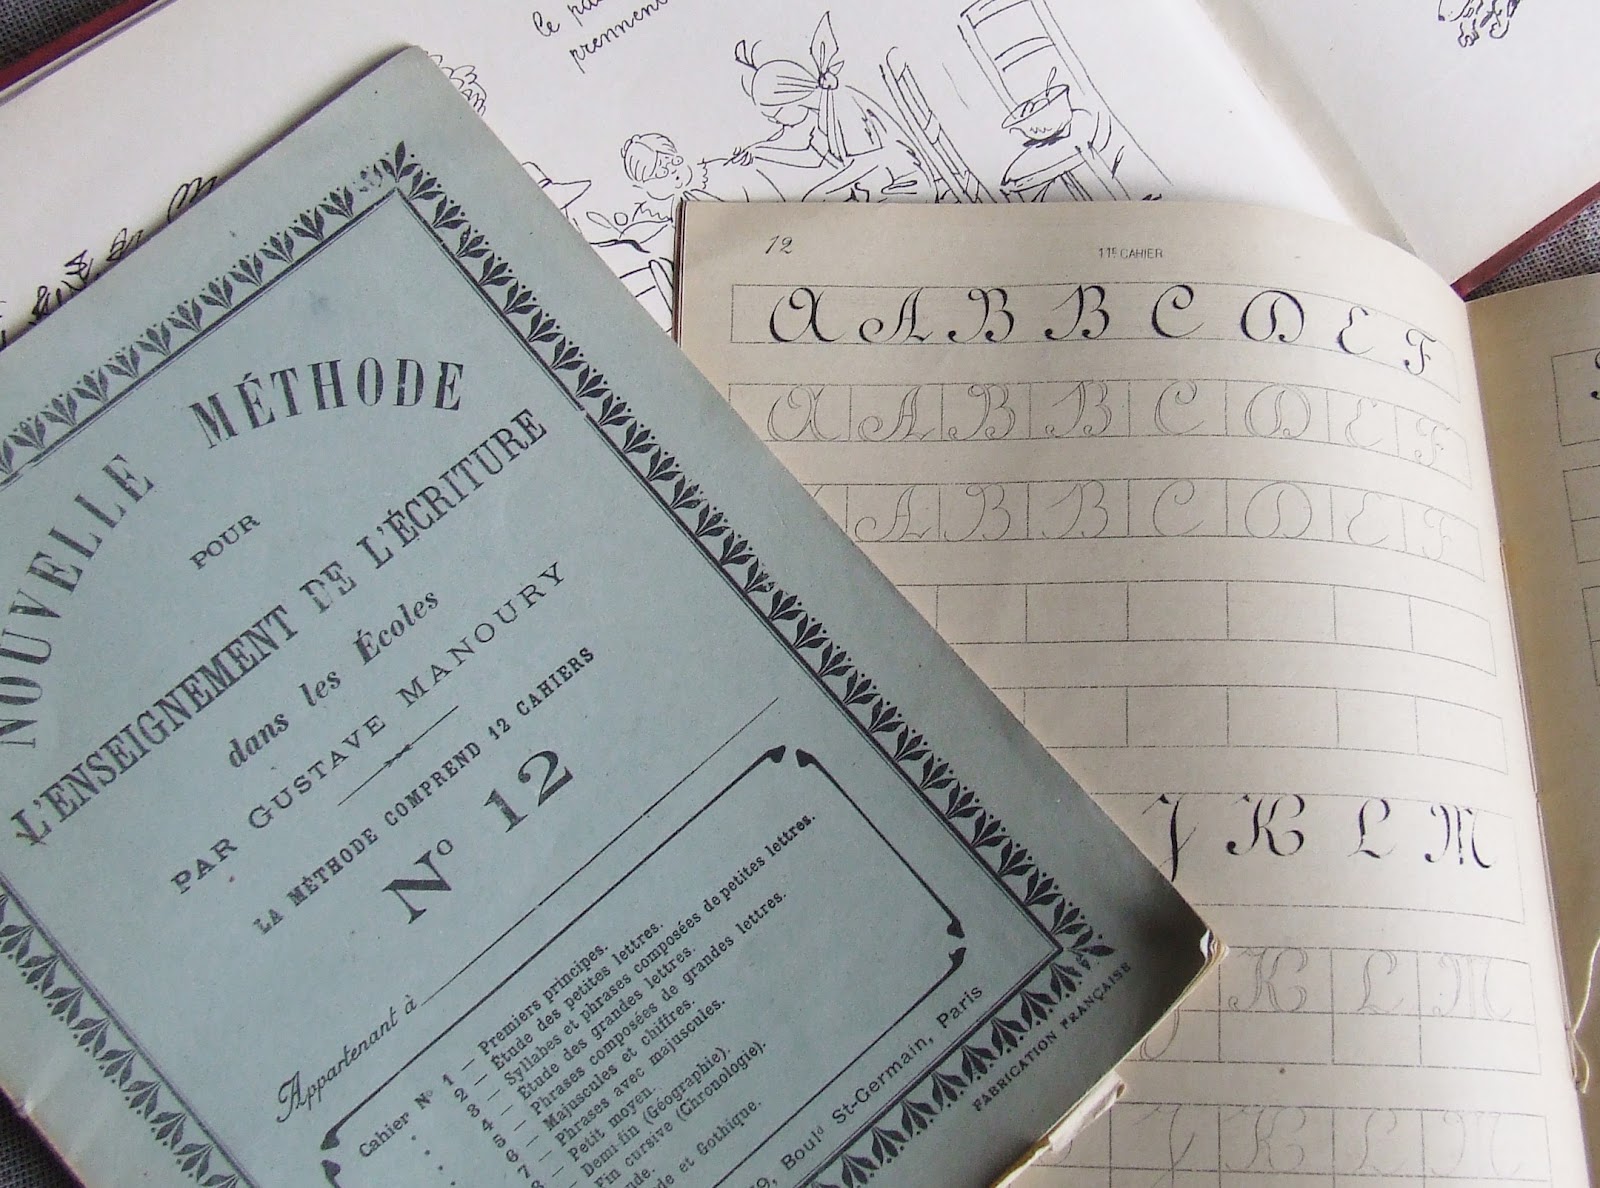 prennent
NOUVELLE MÉTHODE
POUR
L'ENSEIGNEMENT DE L'ÉCRITURE
dans les Écoles
PAR GUSTAVE MANOURY
LA MÉTHODE COMPREND 12 CAHIERS
Nº 12
Appartenant à
Cahier Nº 1 — Premiers principes.
2 — Étude des petites lettres.
3 — Syllabes et phrases composées de petites lettres.
4 — Étude des grandes lettres.
5 — Phrases composées de grandes lettres.
6 — Majuscules et chiffres.
7 — Phrases avec majuscules.
8 — Petit moyen.
Demi-fin (Géographie).
Fin cursive (Chronologie).
et Gothique.
Boulᵈ St-Germain, Paris
FABRICATION FRANÇAISE
12
11ᴱ CAHIER
A A B B C D E F
A A B B C D E F
A B B C D E F
J K L M
J K L M
J K L M